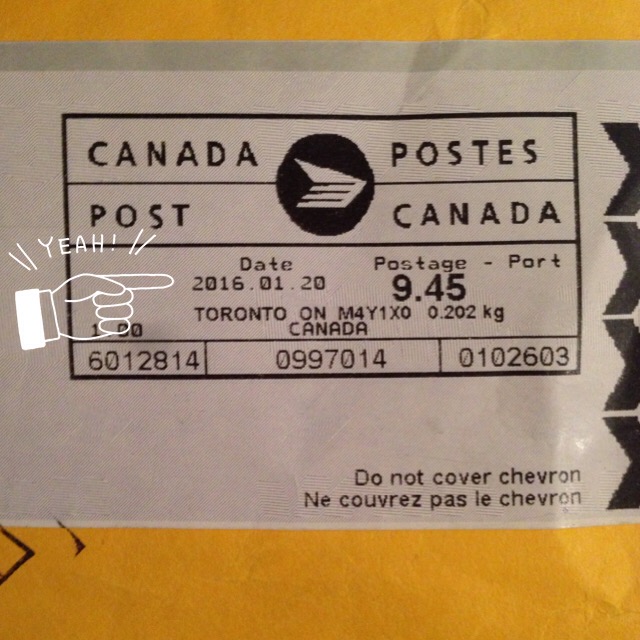 CANADA POSTES
POST CANADA
YEAH!
Date Postage - Port
2016.01.20 9.45
TORONTO ON M4Y1X0 0.202 kg
CANADA
6012814 0997014 0102603
Do not cover chevron
Ne couvrez pas le chevron